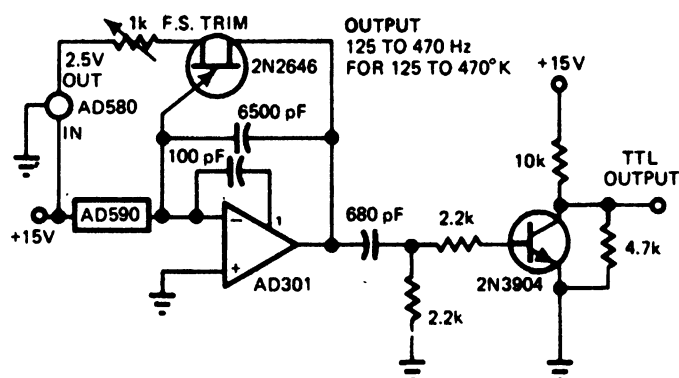 1k F.S. TRIM
OUTPUT
125 TO 470 Hz
FOR 125 TO 470°K
2.5V
OUT
2N2646
+15V
AD580
IN
6500 pF
100 pF
10k
TTL
OUTPUT
AD590
+15V
−
1
680 pF
2.2k
4.7k
+
AD301
2N3904
2.2k